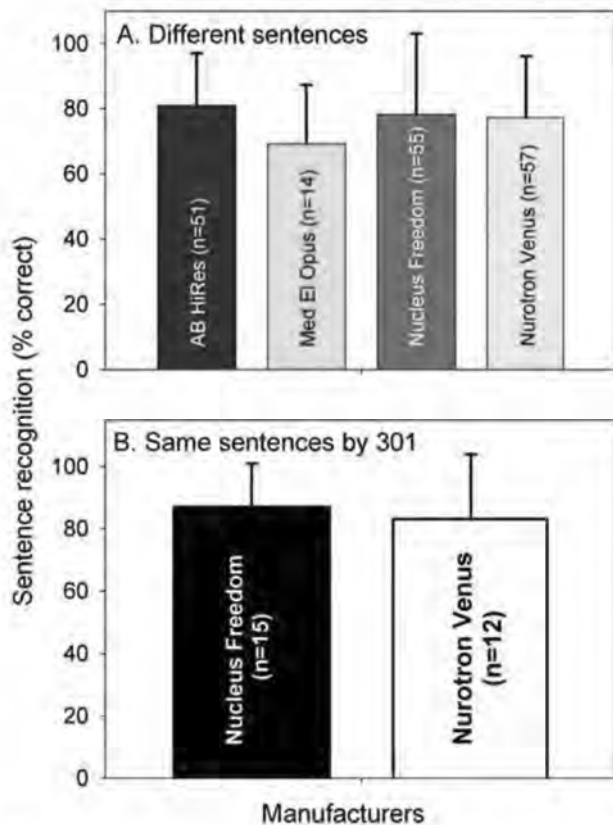 A. Different sentences
100
80
60
40
20
0
AB HiRes (n=51)
Med El Opus (n=14)
Nucleus Freedom (n=55)
Nurotron Venus (n=57)
Sentence recognition (% correct)
B. Same sentences by 301
100
80
60
40
20
0
Nucleus Freedom
(n=15)
Nurotron Venus
(n=12)
Manufacturers